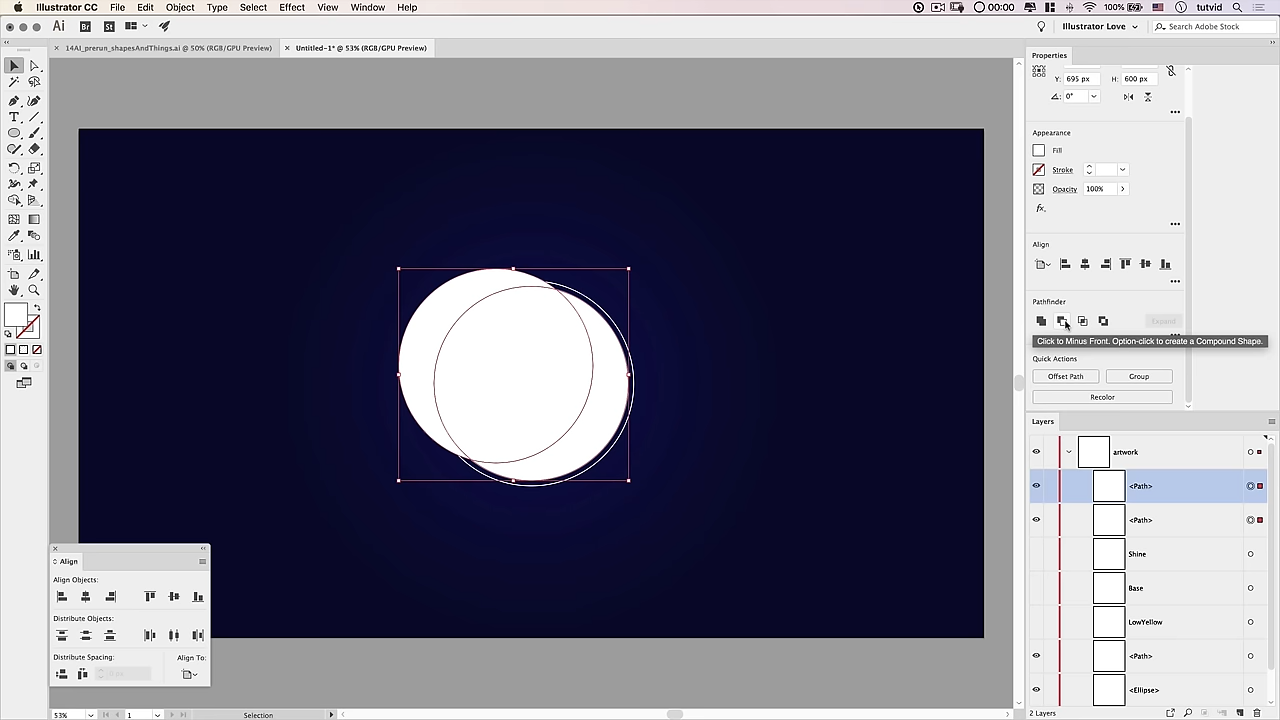 Illustrator CC File Edit Object Type Select Effect View Window Help 00:00 100% tutvid
Ai Br St Illustrator Love Search Adobe Stock
14AI_prerun_shapesAndThings.ai @ 50% (RGB/GPU Preview) Untitled-1* @ 53% (RGB/GPU Preview)
Properties
Y: 695 px H: 600 px
0°
Appearance
Fill
Stroke
Opacity 100%
fx
Align
Pathfinder
Expand
Click to Minus Front. Option-click to create a Compound Shape.
Quick Actions
Offset Path Group
Recolor
Layers
artwork
<Path>
<Path>
Shine
Base
LowYellow
<Path>
<Ellipse>
2 Layers
Align
Align Objects:
Distribute Objects:
Distribute Spacing: Align To:
53% 1 Selection